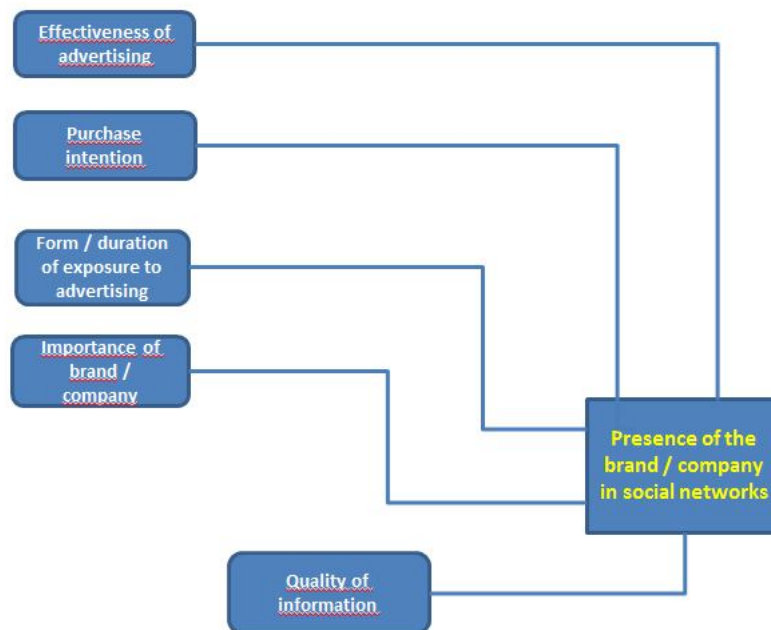 Effectiveness of
advertising
Purchase
intention
Form / duration
of exposure to
advertising
Importance of
brand /
company
Presence of the
brand / company
in social networks
Quality of
information